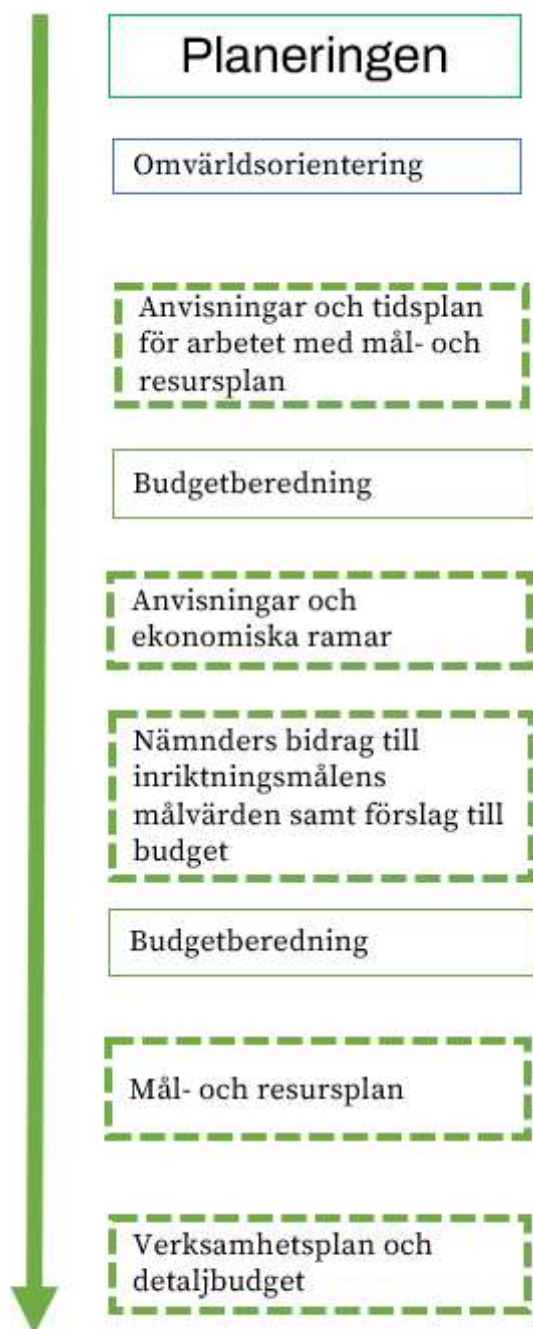 Planeringen
Omvärldsorientering
Anvisningar och tidsplan
för arbetet med mål- och
resursplan
Budgetberedning
Anvisningar och
ekonomiska ramar
Nämnders bidrag till
inriktningsmålens
målvärden samt förslag till
budget
Budgetberedning
Mål- och resursplan
Verksamhetsplan och
detaljbudget